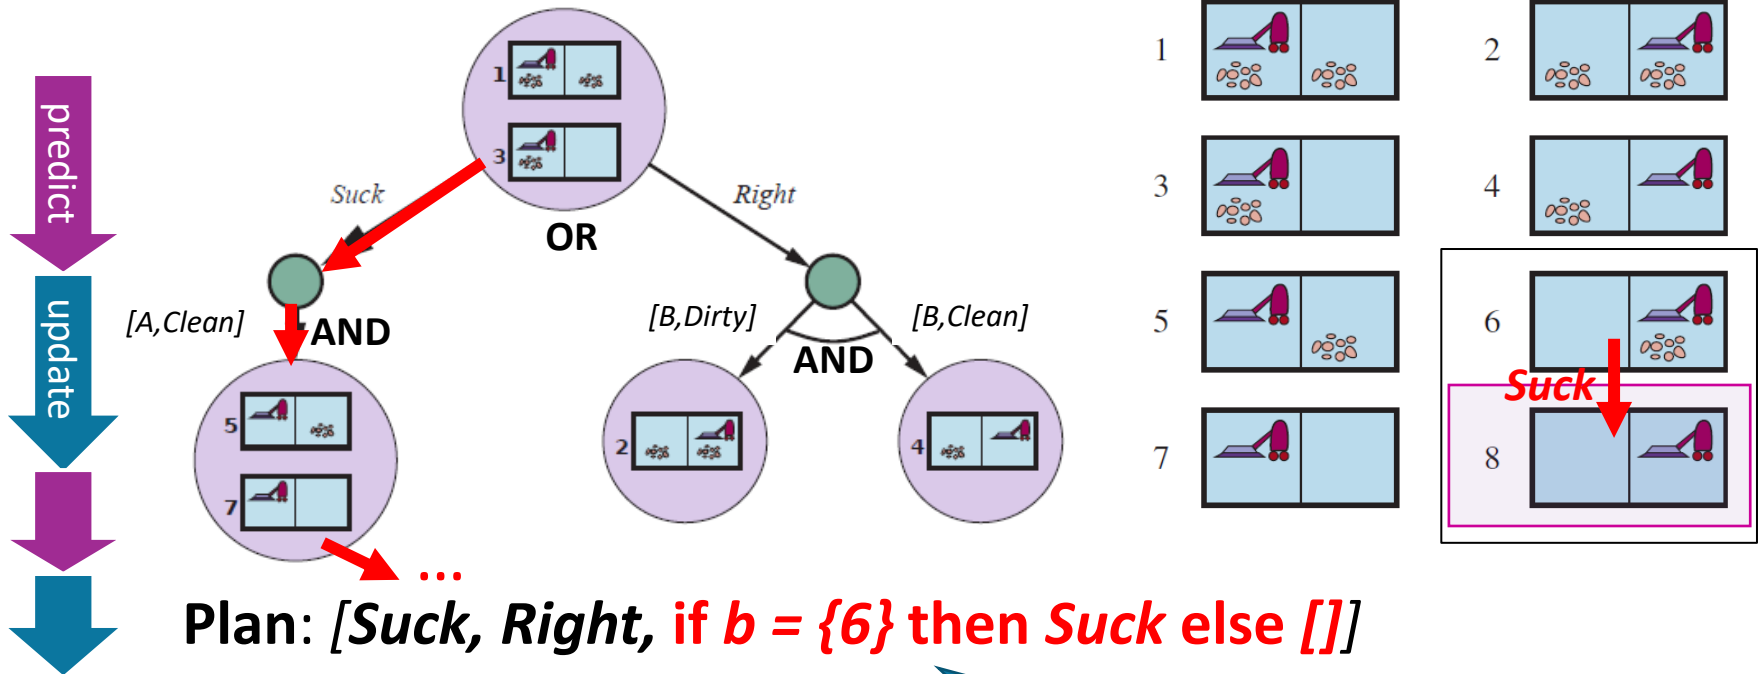 predict
update
1
3
Suck
Right
OR
[A,Clean]
AND
[B,Dirty]
[B,Clean]
AND
5
7
2
4
...
1
2
3
4
5
6
Suck
7
8
Plan: [Suck, Right, if b = {6} then Suck else []]